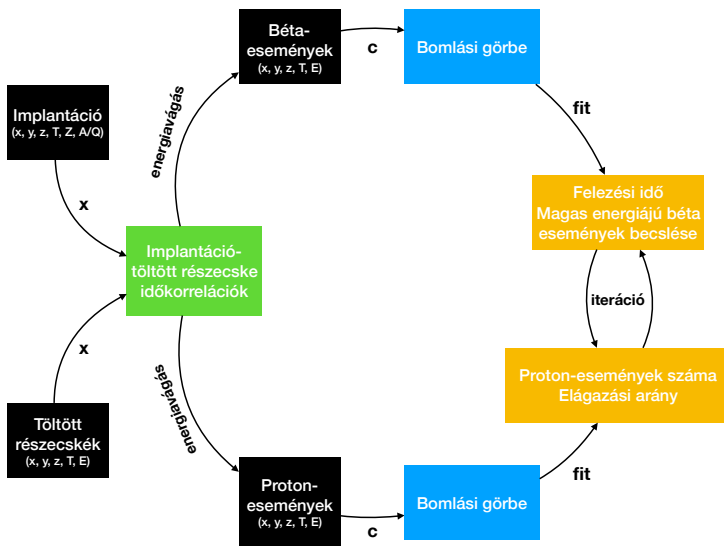 Béta-
események
(x, y, z, T, E)
c
Bomlási görbe
energiavágás
fit
Implantáció
(x, y, z, T, Z, A/Q)
x
Felezési idő
Magas energiájú béta
események becslése
Implantáció-
töltött részecske
időkorrelációk
iteráció
x
energiavágás
Proton-események száma
Elágazási arány
Töltött
részecskék
(x, y, z, T, E)
fit
Proton-
események
(x, y, z, T, E)
c
Bomlási görbe